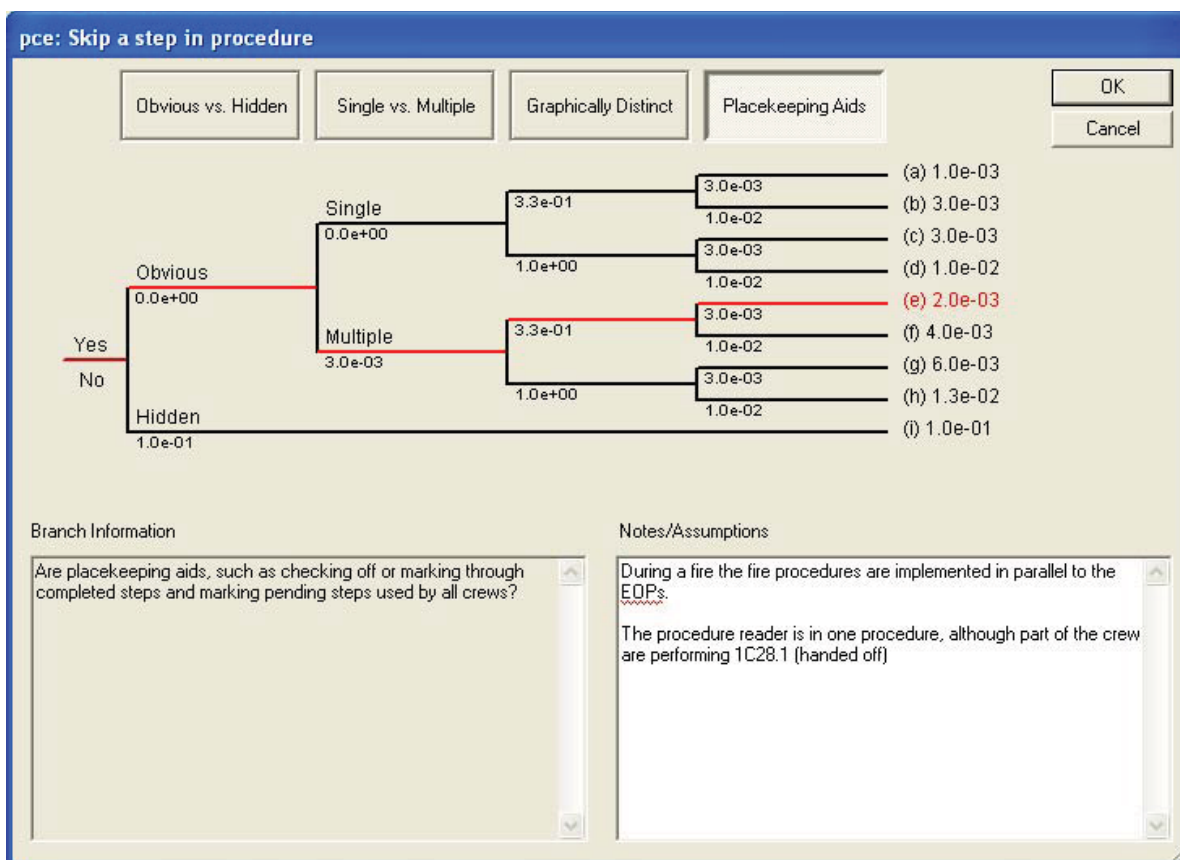 pce: Skip a step in procedure
Obvious vs. Hidden
Single vs. Multiple
Graphically Distinct
Placekeeping Aids
OK
Cancel
(a) 1.0e-03
3.0e-03
3.3e-01
Single
(b) 3.0e-03
1.0e-02
0.0e+00
(c) 3.0e-03
3.0e-03
1.0e+00
Obvious
(d) 1.0e-02
1.0e-02
0.0e+00
(e) 2.0e-03
3.0e-03
3.3e-01
Multiple
(f) 4.0e-03
Yes
1.0e-02
3.0e-03
(g) 6.0e-03
No
3.0e-03
1.0e+00
(h) 1.3e-02
1.0e-02
Hidden
(i) 1.0e-01
1.0e-01
Branch Information
Are placekeeping aids, such as checking off or marking through
completed steps and marking pending steps used by all crews?
Notes/Assumptions
During a fire the fire procedures are implemented in parallel to the
EOPs.
The procedure reader is in one procedure, although part of the crew
are performing 1C28.1 (handed off)